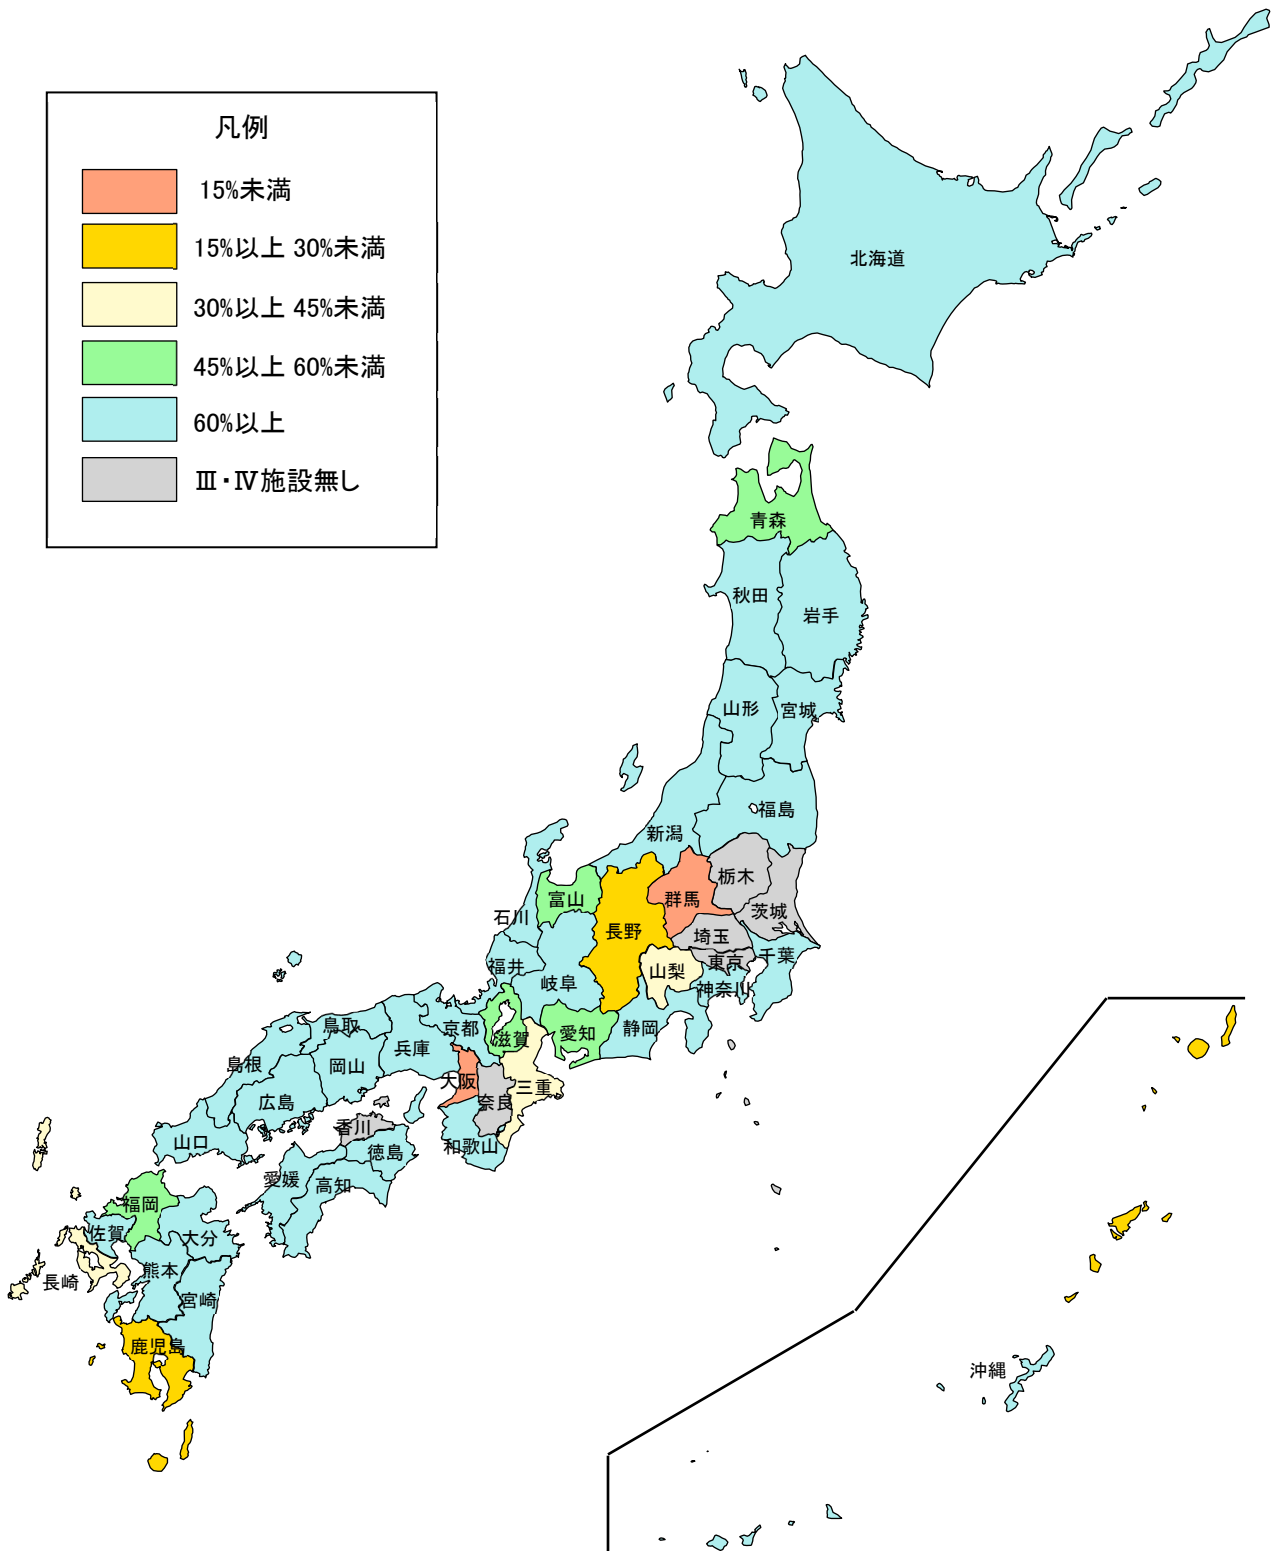 凡例
15%未満
15%以上 30%未満
30%以上 45%未満
45%以上 60%未満
60%以上
Ⅲ・Ⅳ施設無し
北海道
青森
秋田
岩手
山形
宮城
福島
新潟
栃木
群馬
富山
茨城
石川
長野
埼玉
千葉
東京
福井
山梨
岐阜
神奈川
鳥取
京都
静岡
愛知
滋賀
兵庫
島根
岡山
大阪
三重
広島
奈良
香川
山口
和歌山
徳島
愛媛
高知
福岡
佐賀
大分
熊本
長崎
宮崎
鹿児島
沖縄